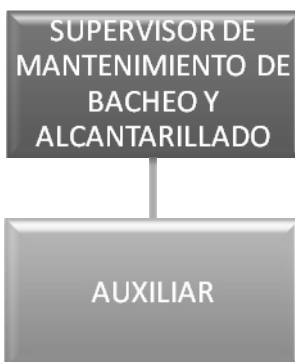 SUPERVISOR DE
MANTENIMIENTO DE
BACHEO Y
ALCANTARILLADO
AUXILIAR